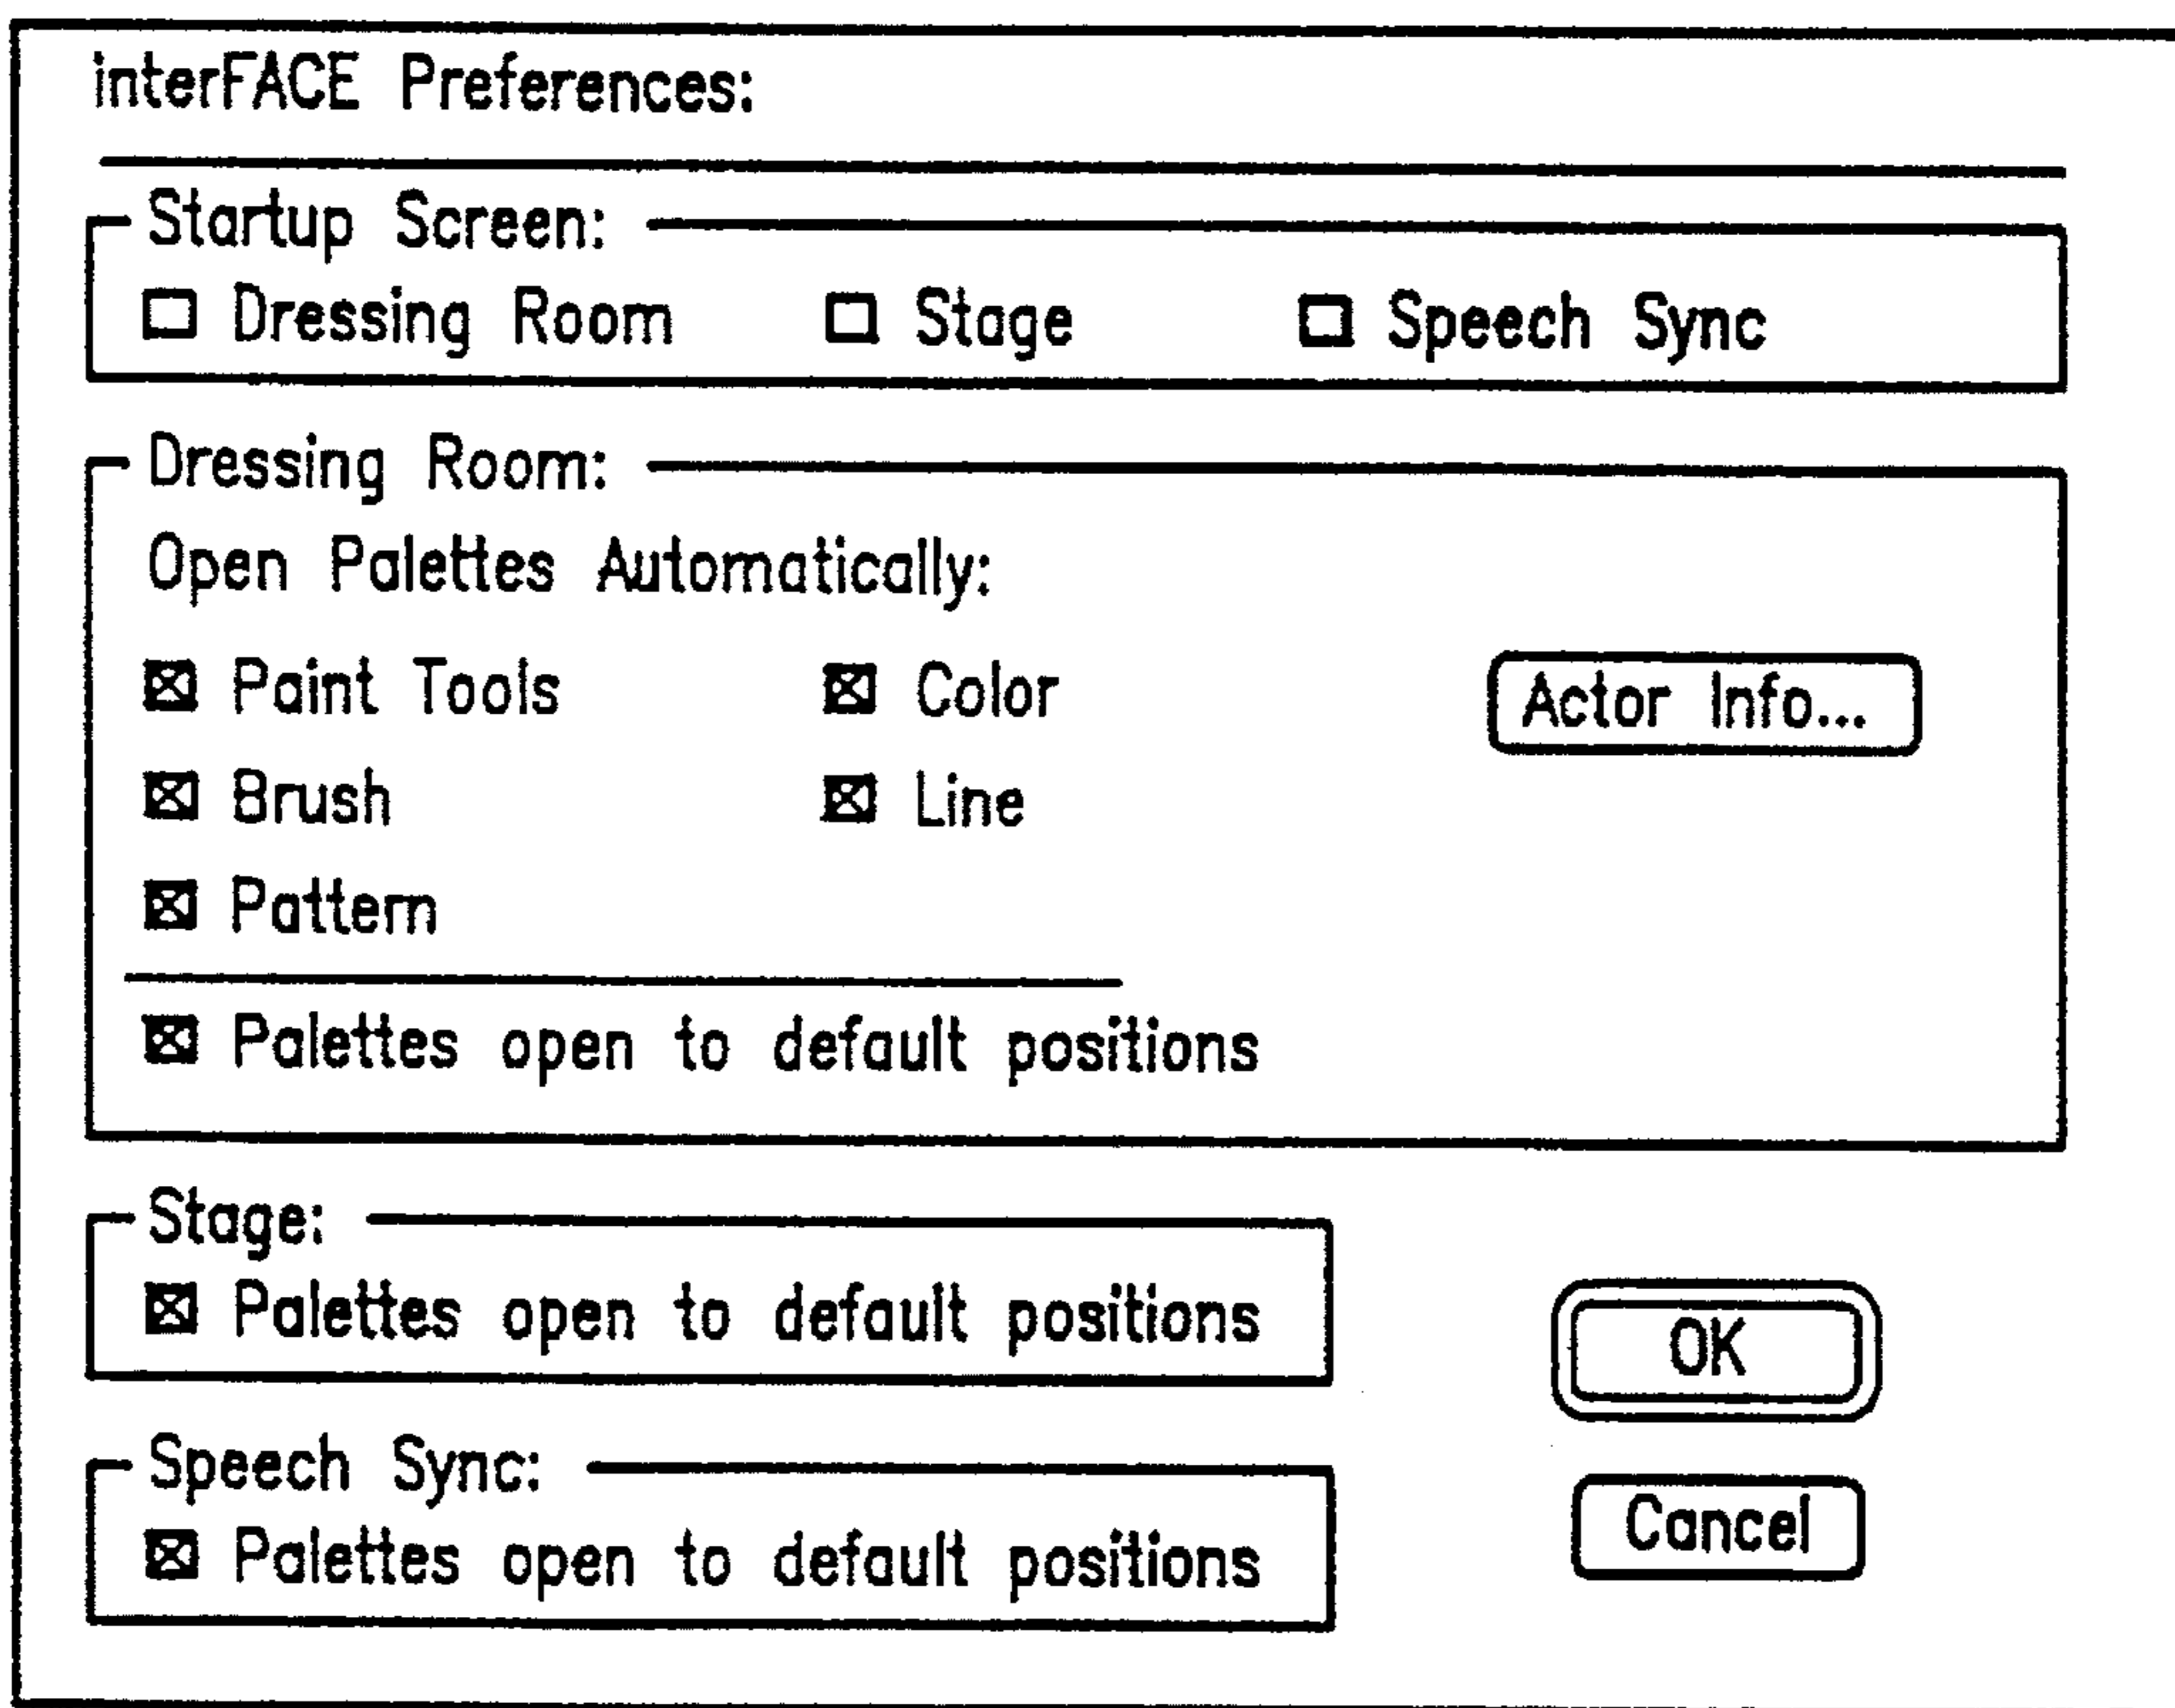 interFACE Preferences:
Startup Screen:
Dressing Room Stage Speech Sync
Dressing Room:
Open Palettes Automatically:
Paint Tools Color Actor Info...
Brush Line
Pattern
Palettes open to default positions
Stage:
Palettes open to default positions
OK
Speech Sync:
Cancel
Palettes open to default positions